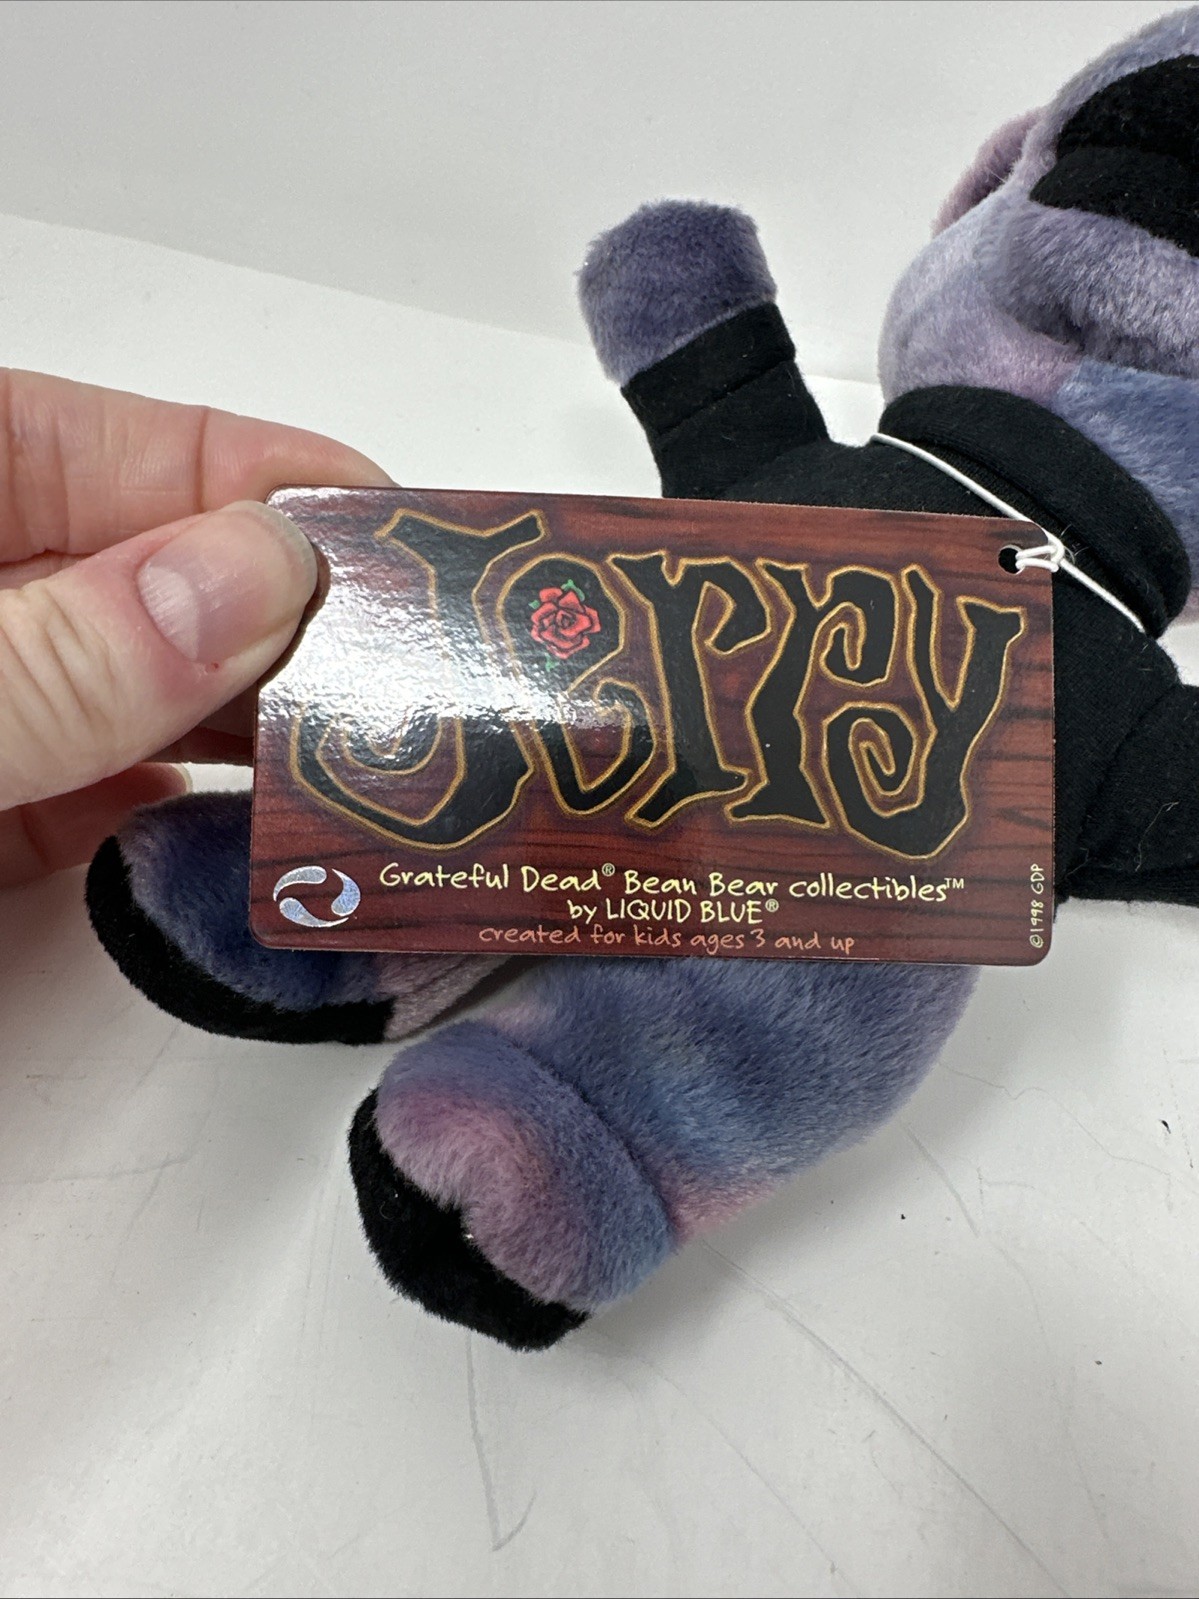 Jerry
Grateful Dead® Bean Bear collectibles™
by LIQUID BLUE®
created for kids ages 3 and up
©1998 GDP